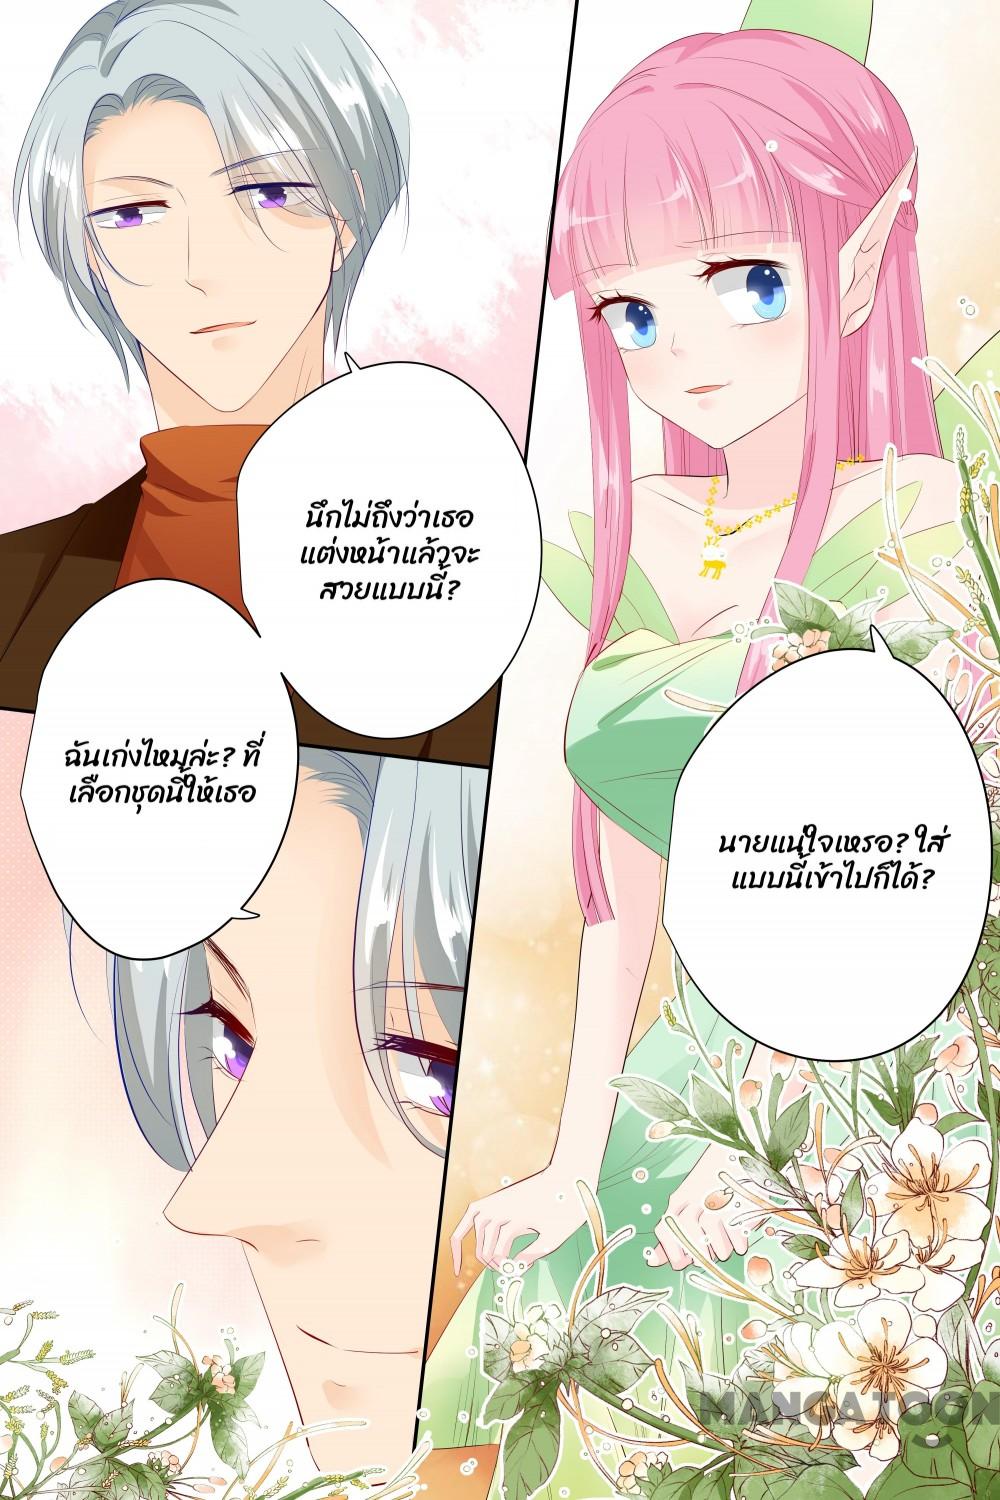 นึกไม่ถึงว่าเธอ
แต่งหน้าแล้วจะ
สวยแบบนี้?
ฉันเก่งไหมล่ะ? ที่
เลือกชุดนี้ให้เธอ
นายแน่ใจเหรอ? ใส่
แบบนี้เข้าไปก็ได้?
MANGATOON